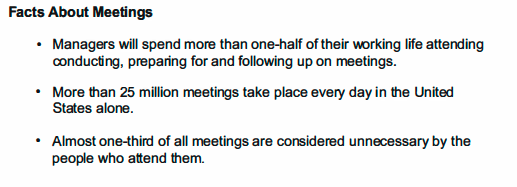 Facts About Meetings
• Managers will spend more than one-half of their working life attending
conducting, preparing for and following up on meetings.
• More than 25 million meetings take place every day in the United
States alone.
• Almost one-third of all meetings are considered unnecessary by the
people who attend them.